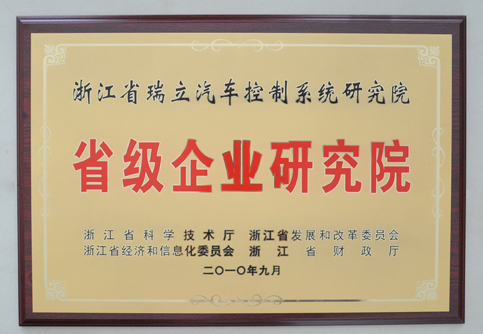 浙江省瑞立汽车控制系统研究院
省级企业研究院
浙江省科学技术厅 浙江省发展和改革委员会
浙江省经济和信息化委员会 浙江省财政厅
二〇一〇年九月